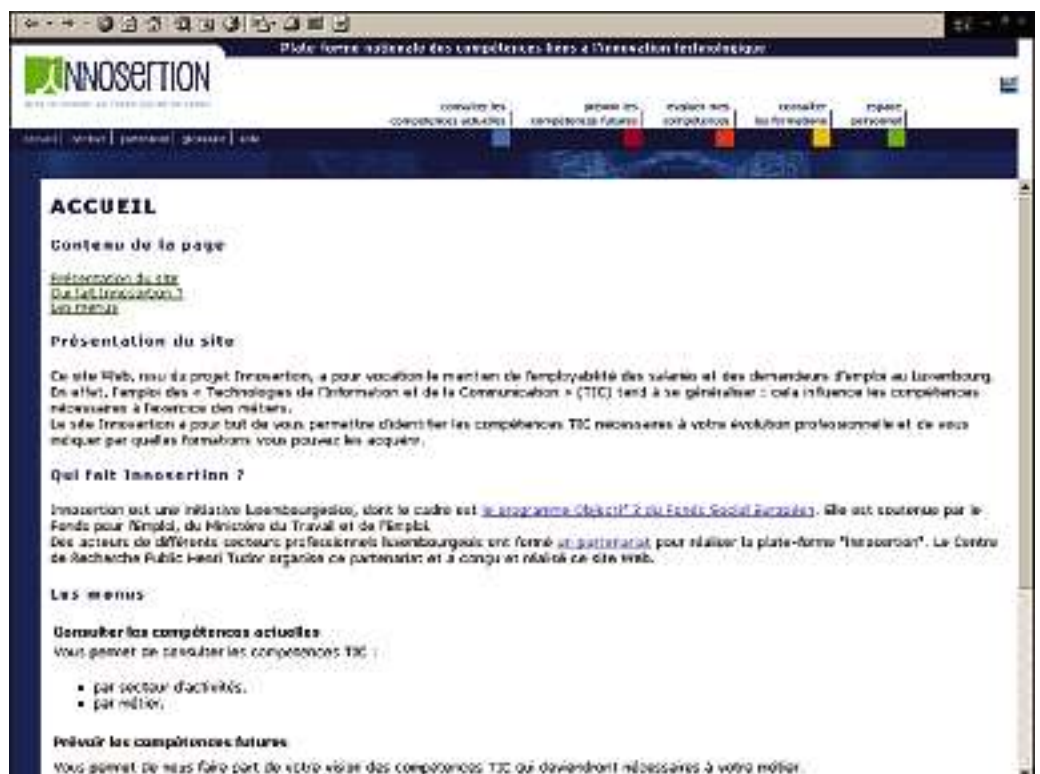 Plate-forme nationale des compétences liées à l'innovation technologique
INNOSERTION
consulter les compétences actuelles
prévoir les compétences futures
évaluer mes compétences
consulter les formations
espace personnel
accueil contact partenariat glossaire aide
ACCUEIL
Contenu de la page
Présentation du site
Qui fait Innosertion ?
Les menus
Présentation du site
Ce site Web, issu du projet Innosertion, a pour vocation le maintien de l'employabilité des salariés et des demandeurs d'emploi au Luxembourg.
En effet, l'emploi des « Technologies de l'Information et de la Communication » (TIC) tend à se généraliser : cela influence les compétences
nécessaires à l'exercice des métiers.
Le site Innosertion a pour but de vous permettre d'identifier les compétences TIC nécessaires à votre évolution professionnelle et de vous
indiquer par quelles formations vous pouvez les acquérir.
Qui fait Innosertion ?
Innosertion est une initiative luxembourgeoise, dont le cadre est le programme Objectif 3 du Fonds Social Européen. Elle est soutenue par le
Fonds pour l'Emploi, du Ministère du Travail et de l'Emploi.
Des acteurs de différents secteurs professionnels luxembourgeois ont formé un partenariat pour réaliser la plate-forme "Innosertion". Le Centre
de Recherche Public Henri Tudor organise ce partenariat et a conçu et réalisé ce site web.
Les menus
Consulter les compétences actuelles
Vous permet de consulter les compétences TIC :
• par secteur d'activités.
• par métier.
Prévoir les compétences futures
Vous permet de nous faire part de votre vision des compétences TIC qui deviendront nécessaires à votre métier.